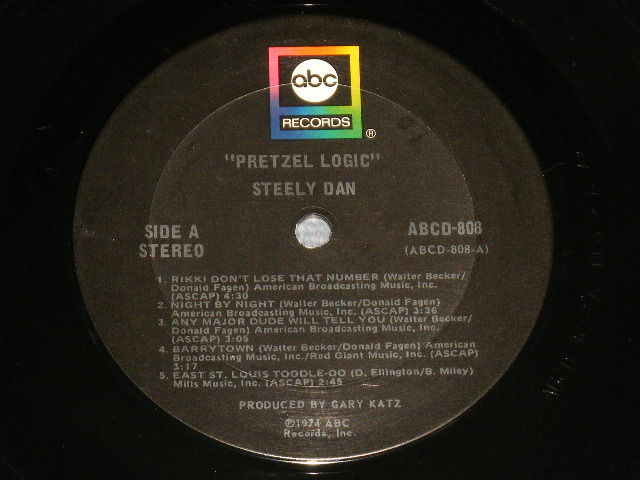 abc
RECORDS
®
"PRETZEL LOGIC"
STEELY DAN
SIDE A
STEREO
ABCD-808
(ABCD-808-A)
1. RIKKI DON'T LOSE THAT NUMBER (Walter Becker/
Donald Fagen) American Broadcasting Music, Inc.
(ASCAP) 4:30
2. NIGHT BY NIGHT (Walter Becker/Donald Fagen)
American Broadcasting Music, Inc. (ASCAP) 3:36
3. ANY MAJOR DUDE WILL TELL YOU (Walter Becker/
Donald Fagen) American Broadcasting Music, Inc.
(ASCAP) 3:05
4. BARRYTOWN (Walter Becker/Donald Fagen) American
Broadcasting Music, Inc./Red Giant Music, Inc. (ASCAP)
3:17
5. EAST ST. LOUIS TOODLE-OO (D. Ellington/B. Miley)
Mills Music, Inc. (ASCAP) 2:45
PRODUCED BY GARY KATZ
℗1974 ABC
Records, Inc.